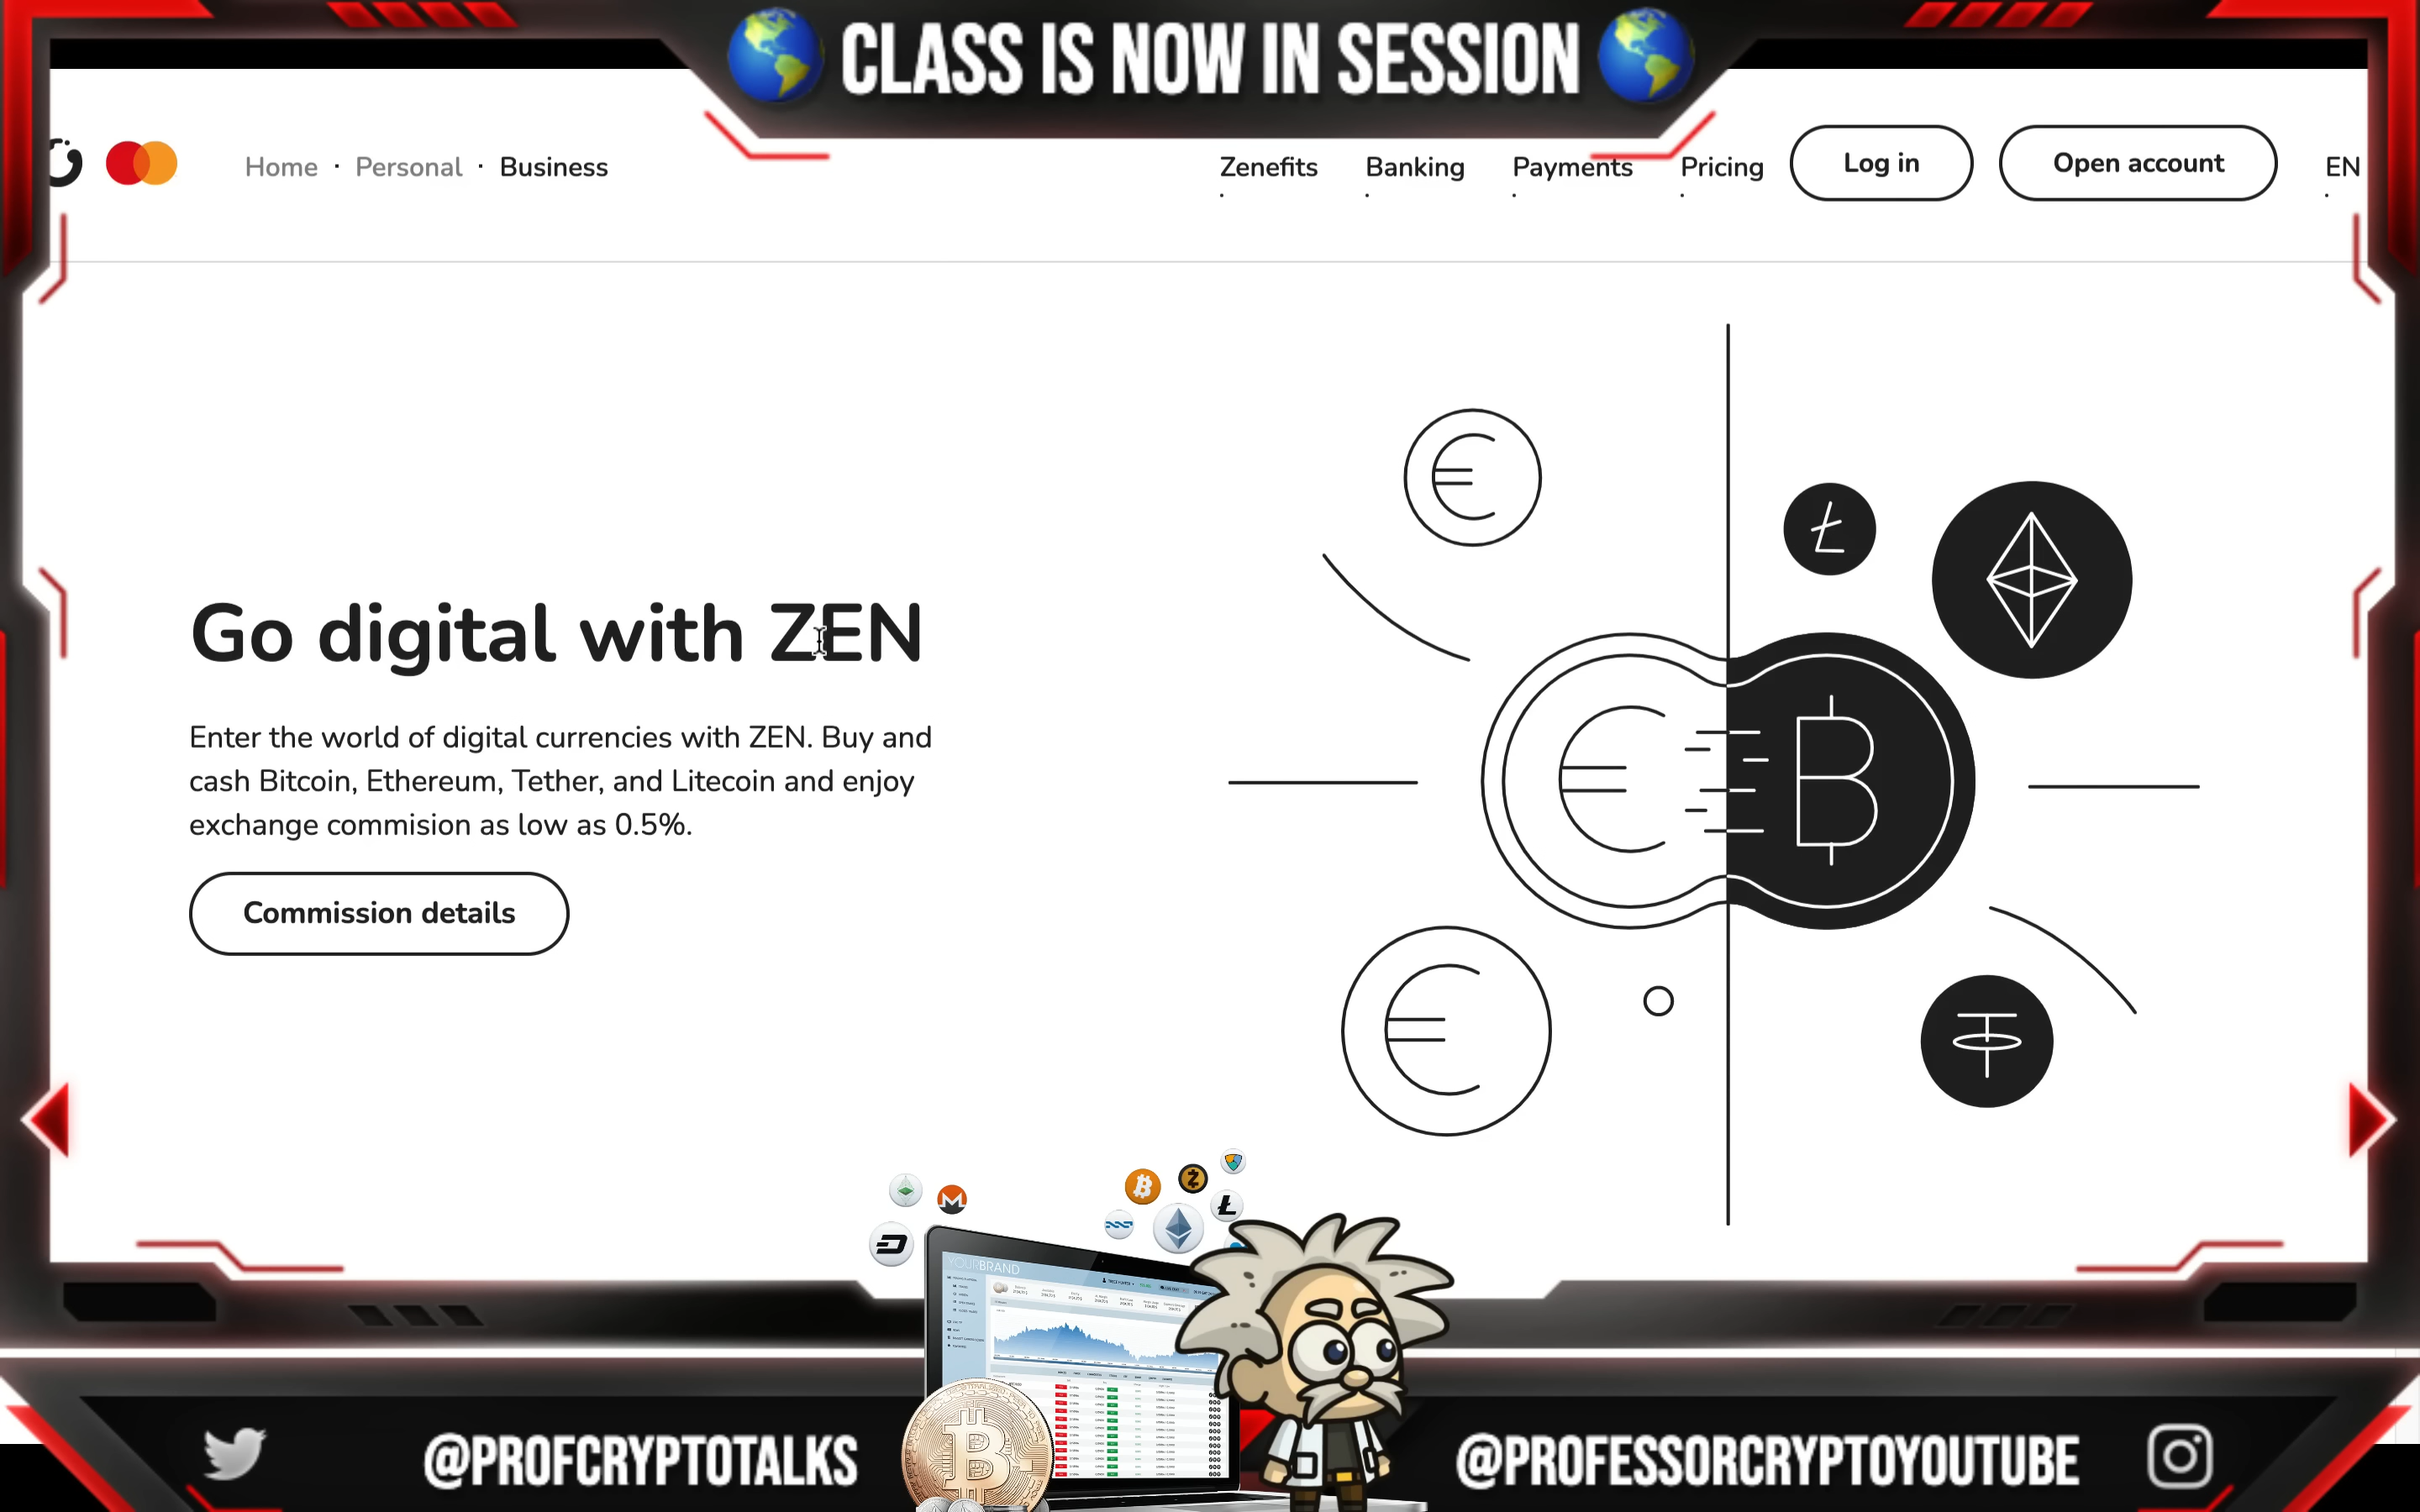 CLASS IS NOW IN SESSION
Home · Personal · Business
Zenefits Banking Payments Pricing Log in Open account EN
Go digital with ZEN
Enter the world of digital currencies with ZEN. Buy and
cash Bitcoin, Ethereum, Tether, and Litecoin and enjoy
exchange commision as low as 0.5%.
Commission details
YOURBRAND
@PROFCRYPTOTALKS
@PROFESSORCRYPTOYOUTUBE